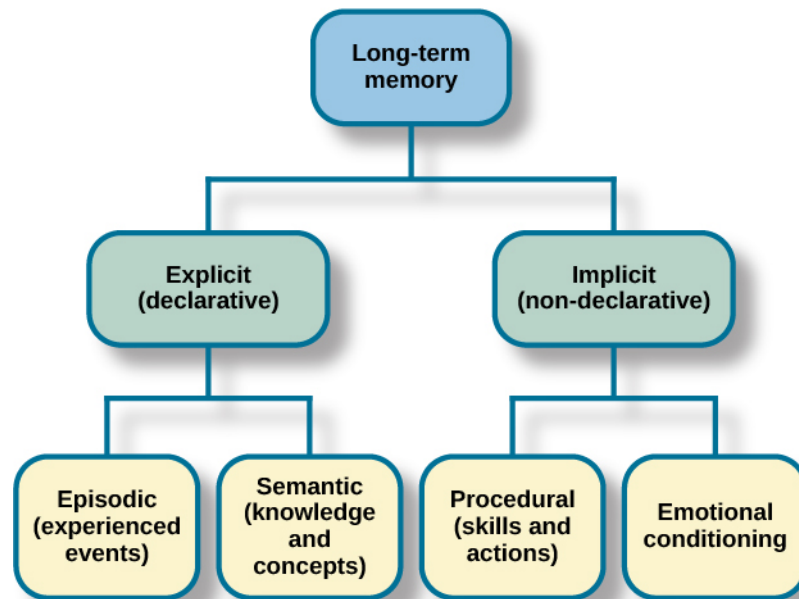 Long-term
memory
Explicit
(declarative)
Implicit
(non-declarative)
Episodic
(experienced
events)
Semantic
(knowledge
and
concepts)
Procedural
(skills and
actions)
Emotional
conditioning